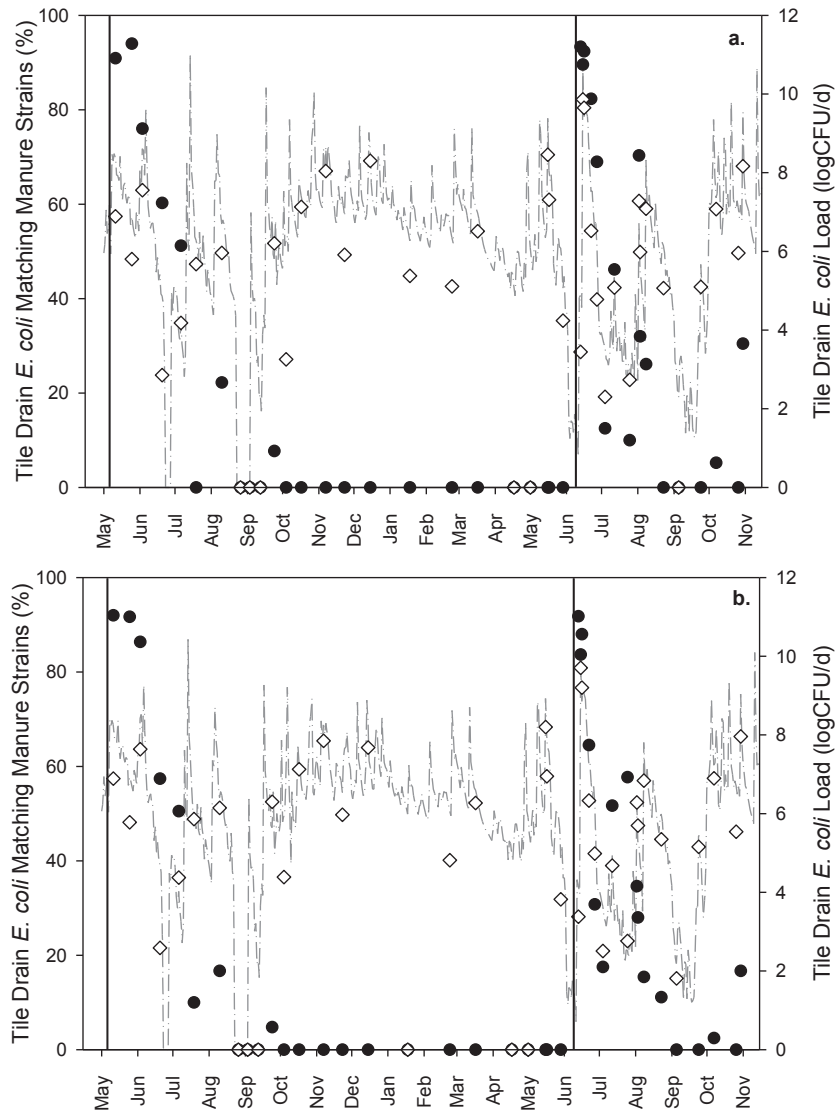 a.
Tile Drain E. coli Matching Manure Strains (%)
100
80
60
40
20
0
Tile Drain E. coli Load (logCFU/d)
12
10
8
6
4
2
0
May
Jun
Jul
Aug
Sep
Oct
Nov
Dec
Jan
Feb
Mar
Apr
May
Jun
Jul
Aug
Sep
Oct
Nov
b.
Tile Drain E. coli Matching Manure Strains (%)
100
80
60
40
20
0
Tile Drain E. coli Load (logCFU/d)
12
10
8
6
4
2
0
May
Jun
Jul
Aug
Sep
Oct
Nov
Dec
Jan
Feb
Mar
Apr
May
Jun
Jul
Aug
Sep
Oct
Nov